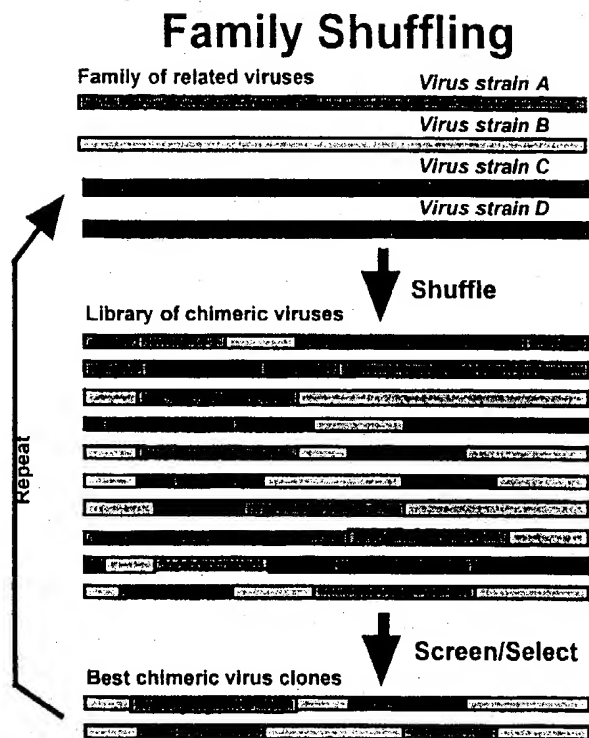 Family Shuffling
Family of related viruses
Virus strain A
Virus strain B
Virus strain C
Virus strain D
Shuffle
Library of chimeric viruses
Repeat
Screen/Select
Best chimeric virus clones